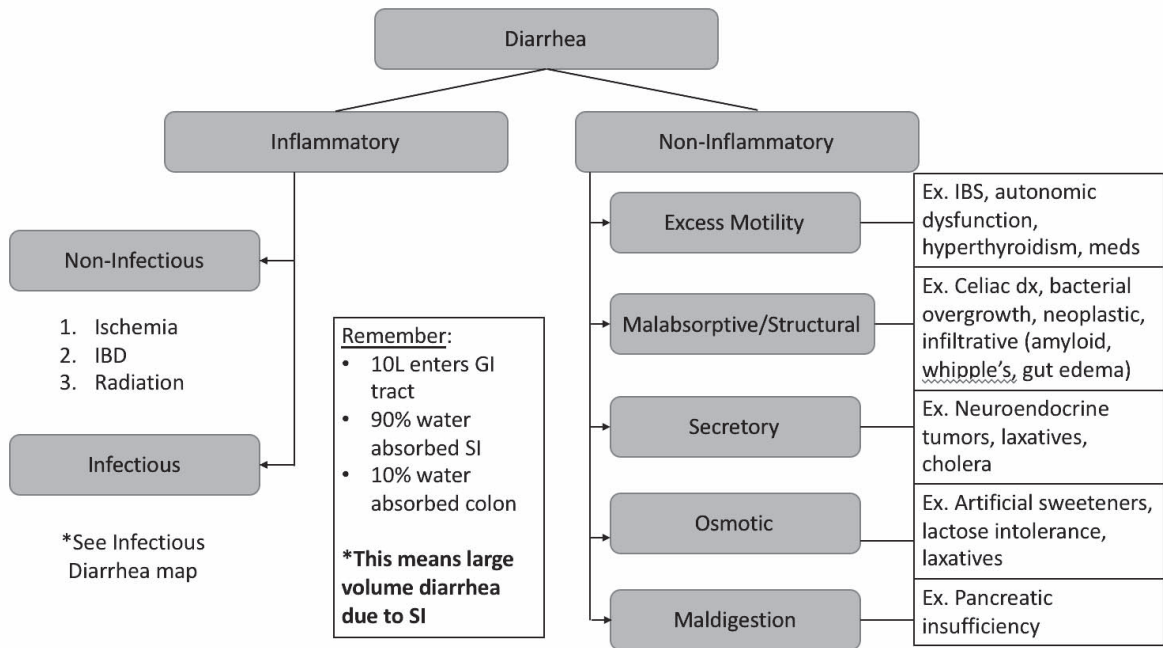 Diarrhea
Inflammatory
Non-Infectious
1. Ischemia
2. IBD
3. Radiation
Infectious
*See Infectious
Diarrhea map
Remember:
• 10L enters GI
tract
• 90% water
absorbed SI
• 10% water
absorbed colon
*This means large
volume diarrhea
due to SI
Non-Inflammatory
Excess Motility
Ex. IBS, autonomic
dysfunction,
hyperthyroidism, meds
Malabsorptive/Structural
Ex. Celiac dx, bacterial
overgrowth, neoplastic,
infiltrative (amyloid,
whipple's, gut edema)
Secretory
Ex. Neuroendocrine
tumors, laxatives,
cholera
Osmotic
Ex. Artificial sweeteners,
lactose intolerance,
laxatives
Maldigestion
Ex. Pancreatic
insufficiency